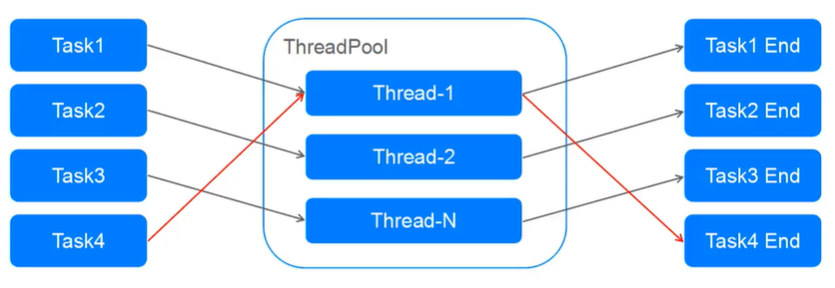 Task1
Task2
Task3
Task4
ThreadPool
Thread-1
Thread-2
Thread-N
Task1 End
Task2 End
Task3 End
Task4 End